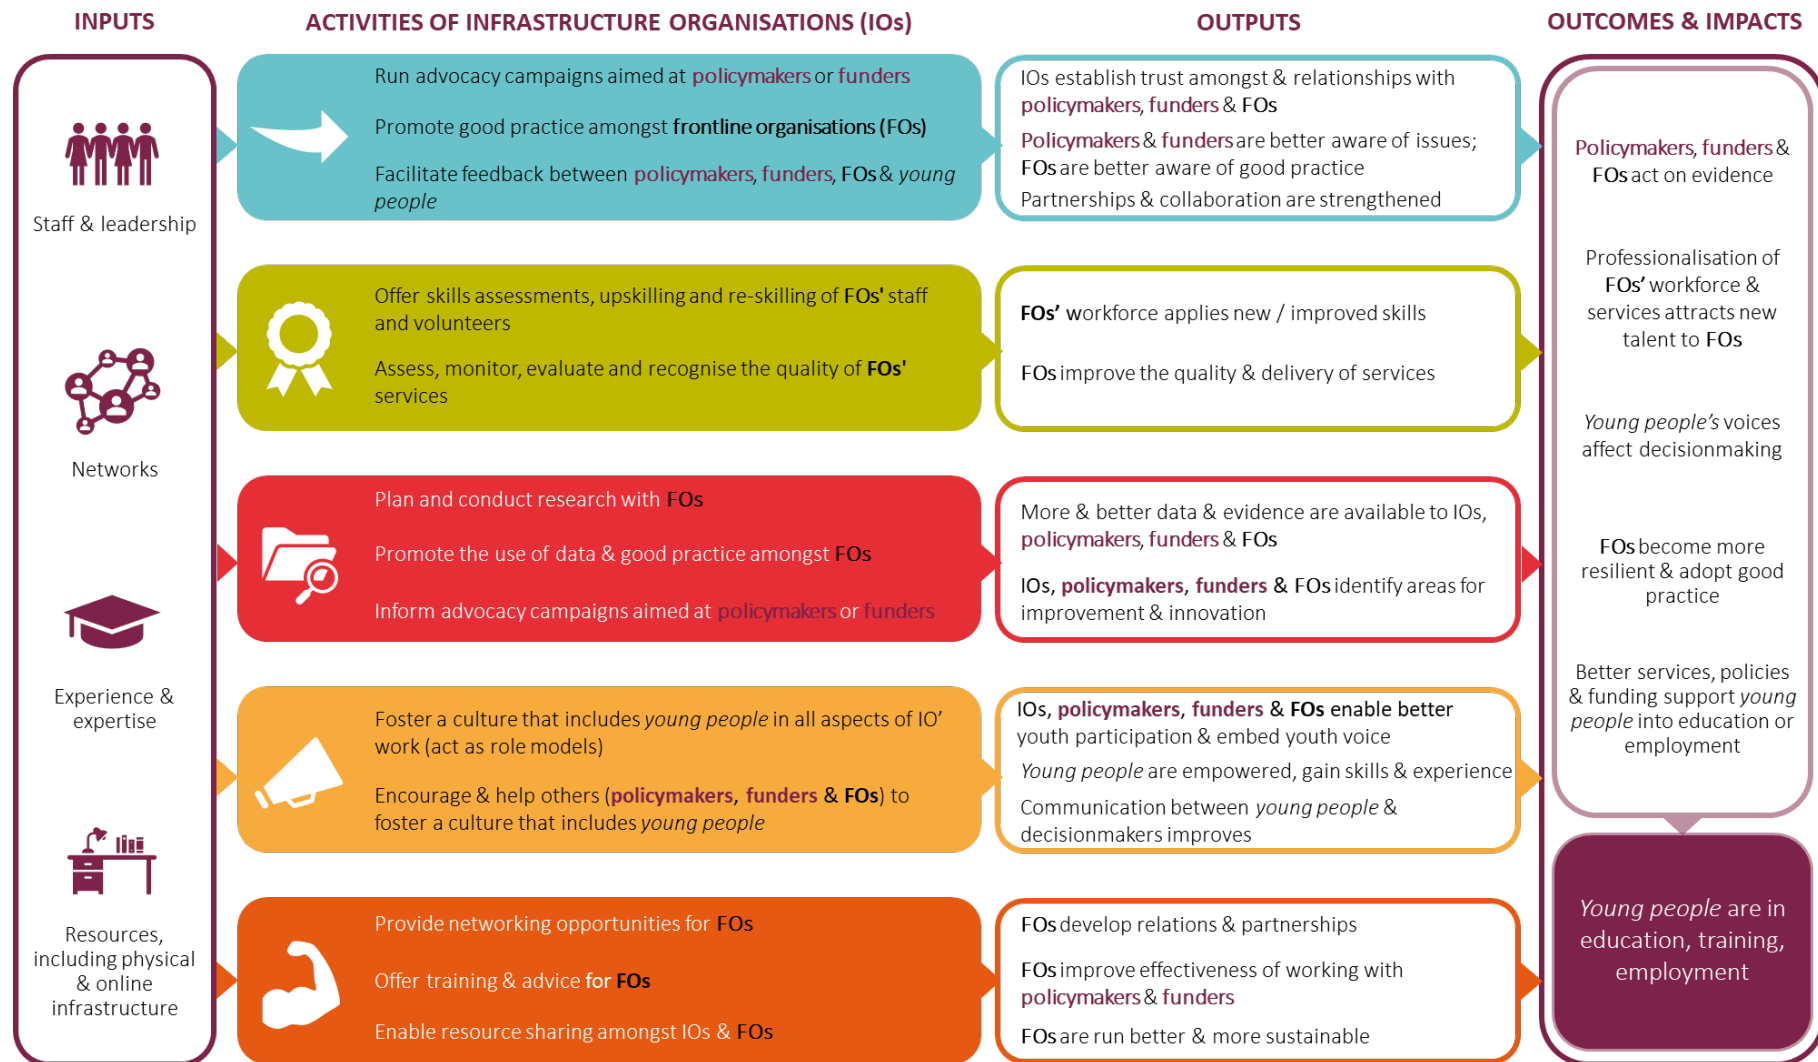 INPUTS
ACTIVITIES OF INFRASTRUCTURE ORGANISATIONS (IOs)
OUTPUTS
OUTCOMES & IMPACTS
Staff & leadership
Networks
Experience &
expertise
Resources,
including physical
& online
infrastructure
Run advocacy campaigns aimed at policymakers or funders
Promote good practice amongst frontline organisations (FOs)
Facilitate feedback between policymakers, funders, FOs & young
people
IOs establish trust amongst & relationships with
policymakers, funders & FOs
Policymakers & funders are better aware of issues;
FOs are better aware of good practice
Partnerships & collaboration are strengthened
Offer skills assessments, upskilling and re-skilling of FOs' staff
and volunteers
Assess, monitor, evaluate and recognise the quality of FOs'
services
FOs’ workforce applies new / improved skills
FOs improve the quality & delivery of services
Plan and conduct research with FOs
Promote the use of data & good practice amongst FOs
Inform advocacy campaigns aimed at policymakers or funders
More & better data & evidence are available to IOs,
policymakers, funders & FOs
IOs, policymakers, funders & FOs identify areas for
improvement & innovation
Foster a culture that includes young people in all aspects of IO’
work (act as role models)
Encourage & help others (policymakers, funders & FOs) to
foster a culture that includes young people
IOs, policymakers, funders & FOs enable better
youth participation & embed youth voice
Young people are empowered, gain skills & experience
Communication between young people &
decisionmakers improves
Provide networking opportunities for FOs
Offer training & advice for FOs
Enable resource sharing amongst IOs & FOs
FOs develop relations & partnerships
FOs improve effectiveness of working with
policymakers & funders
FOs are run better & more sustainable
Policymakers, funders &
FOs act on evidence
Professionalisation of
FOs’ workforce &
services attracts new
talent to FOs
Young people’s voices
affect decisionmaking
FOs become more
resilient & adopt good
practice
Better services, policies
& funding support young
people into education or
employment
Young people are in
education, training,
employment